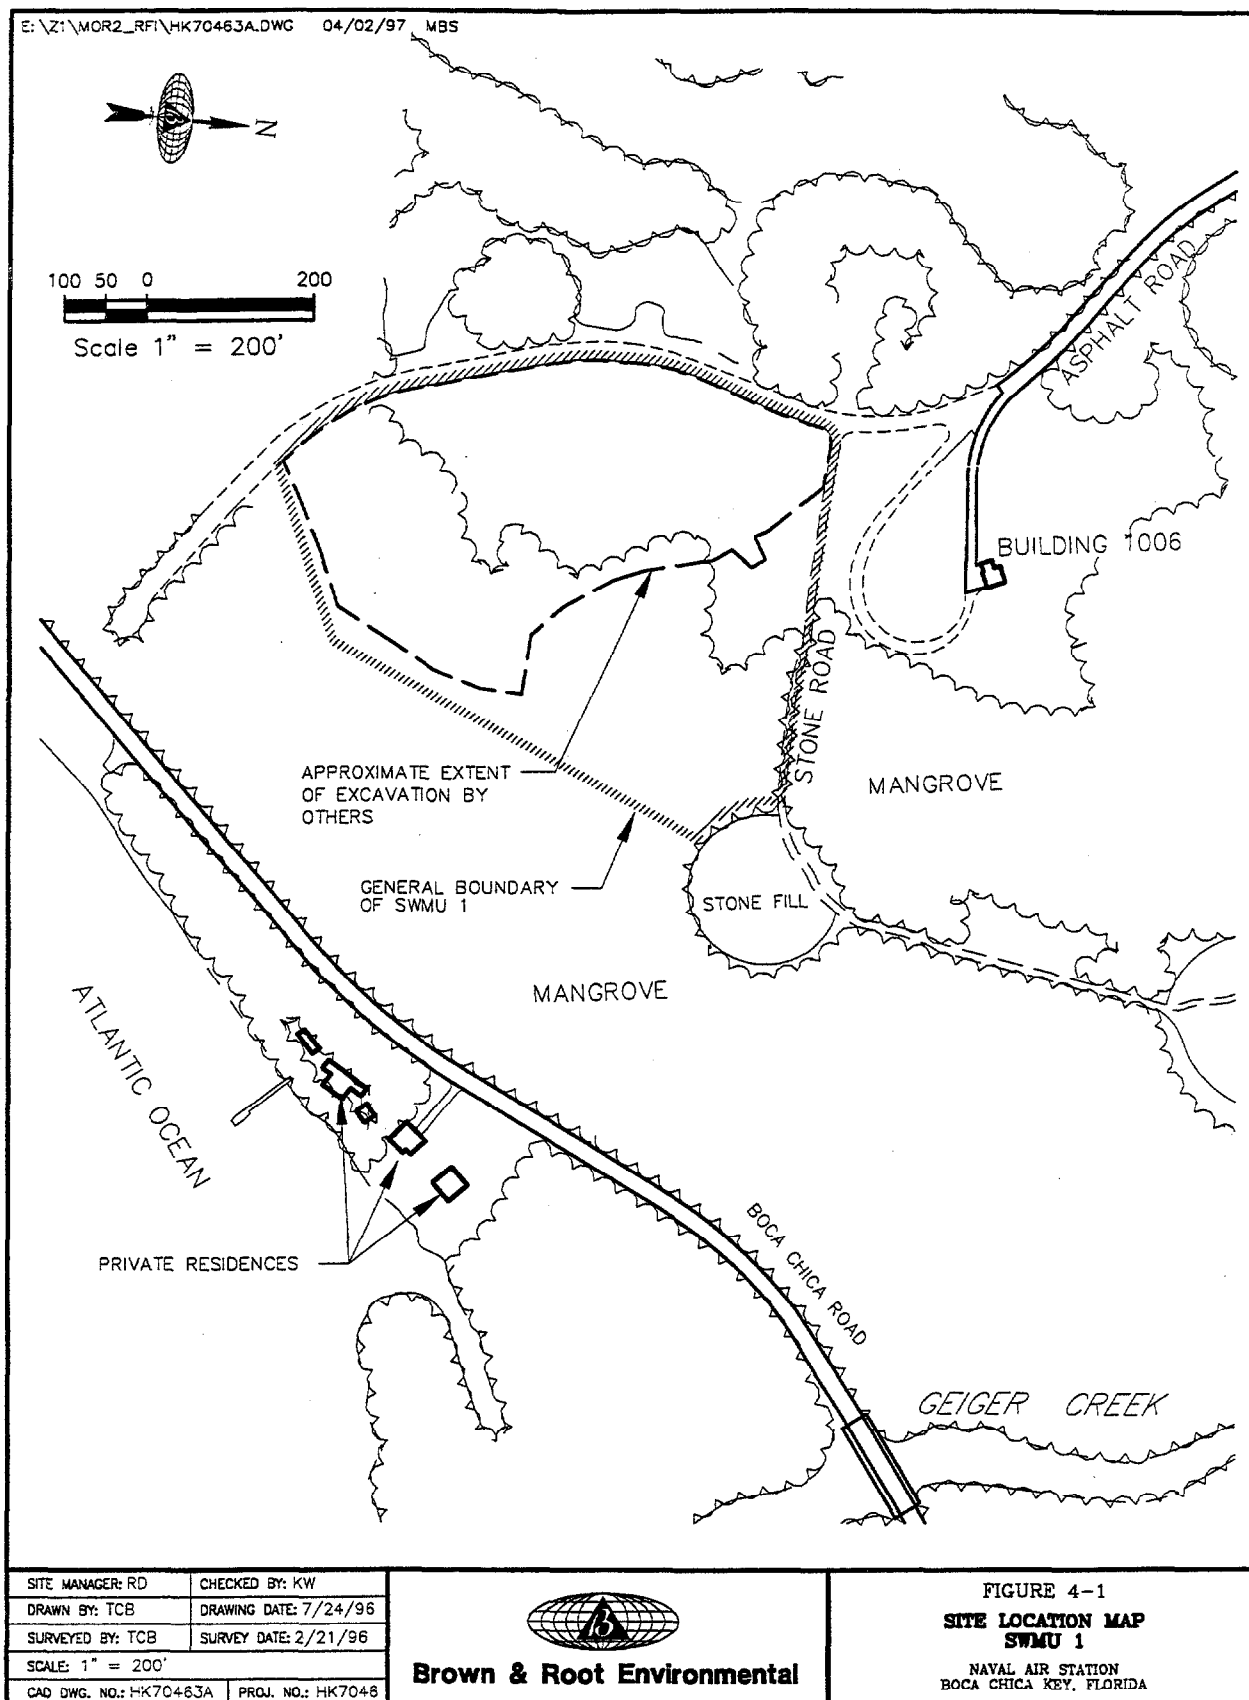 E:\Z1\MOR2_RFI\HK70463A.DWG 04/02/97 MBS
N
100 50 0 200
Scale 1" = 200'
ASPHALT ROAD
BUILDING 1006
STONE ROAD
APPROXIMATE EXTENT
OF EXCAVATION BY
OTHERS
MANGROVE
GENERAL BOUNDARY
OF SWMU 1
STONE FILL
MANGROVE
ATLANTIC OCEAN
PRIVATE RESIDENCES
BOCA CHICA ROAD
GEIGER CREEK
SITE MANAGER: RD
CHECKED BY: KW
DRAWN BY: TCB
DRAWING DATE: 7/24/96
SURVEYED BY: TCB
SURVEY DATE: 2/21/96
SCALE: 1" = 200'
CAD DWG. NO.: HK70463A
PROJ. NO.: HK7046
B
Brown & Root Environmental
FIGURE 4-1
SITE LOCATION MAP
SWMU 1
NAVAL AIR STATION
BOCA CHICA KEY, FLORIDA